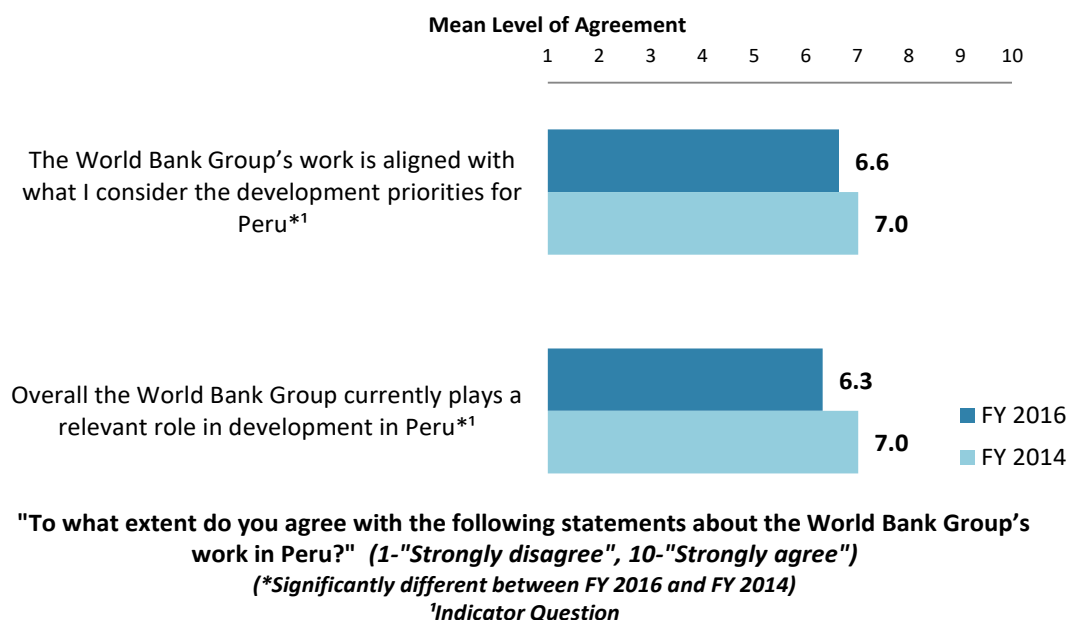 Mean Level of Agreement
1 2 3 4 5 6 7 8 9 10
The World Bank Group’s work is aligned with
what I consider the development priorities for
Peru*¹
6.6
7.0
Overall the World Bank Group currently plays a
relevant role in development in Peru*¹
6.3
7.0
FY 2016
FY 2014
"To what extent do you agree with the following statements about the World Bank Group’s
work in Peru?" (1-"Strongly disagree", 10-"Strongly agree")
(*Significantly different between FY 2016 and FY 2014)
¹Indicator Question